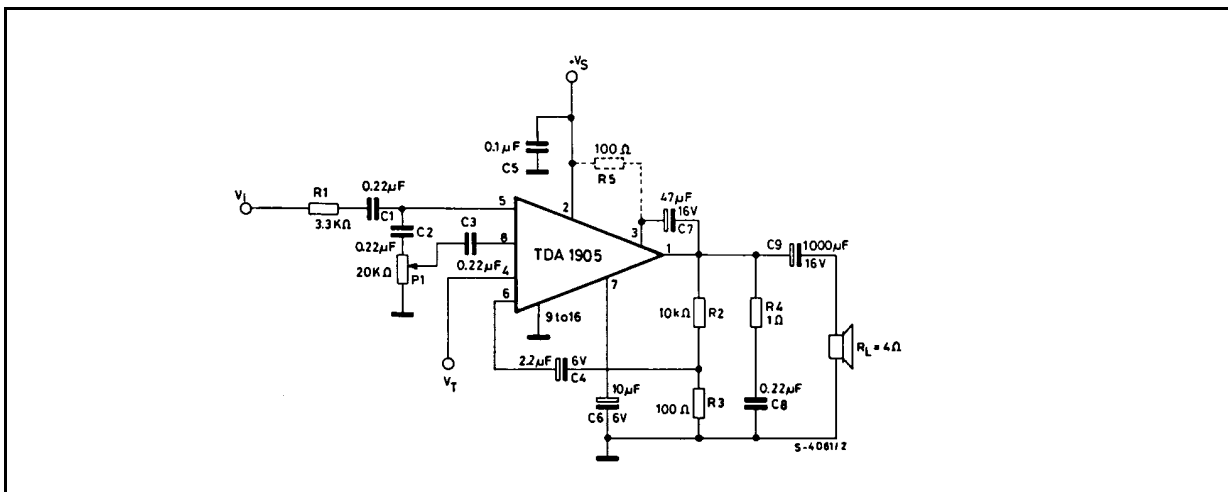 +VS
0.1µF
C5
100Ω
R5
47µF
16V
C7
VI
R1
3.3KΩ
0.22µF
C1
C2
0.22µF
20KΩ
P1
C3
0.22µF
5
8
4
6
2
3
1
7
TDA 1905
9 to 16
VT
2.2µF
6V
C4
10µF
C6
6V
10kΩ
R2
100Ω
R3
C9
1000µF
16V
R4
1Ω
0.22µF
C8
RL = 4Ω
S-4061/2